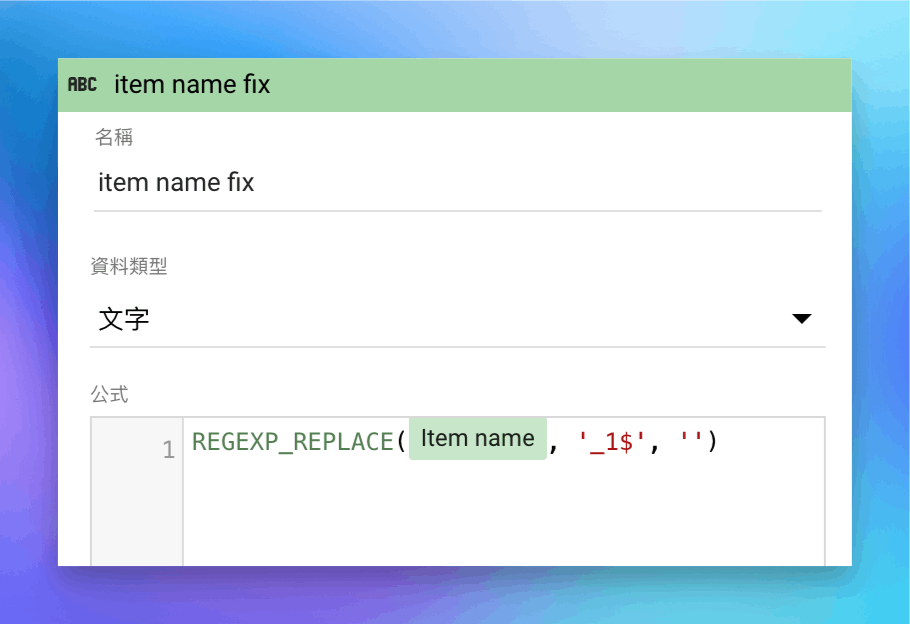 ABC item name fix
名稱
item name fix
資料類型
文字
公式
1 REGEXP_REPLACE( Item name , '_1$', '')